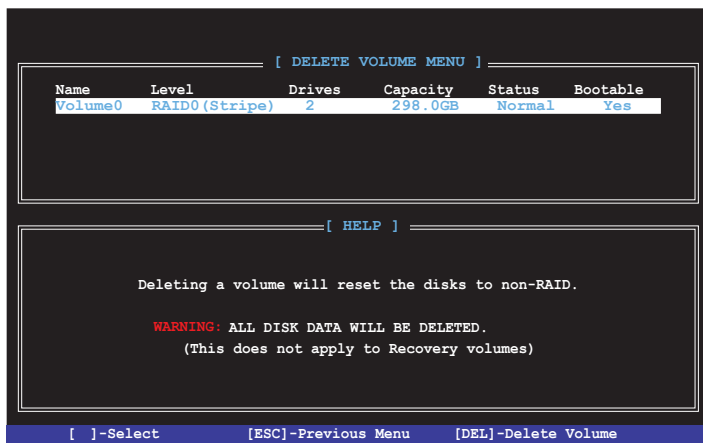 [ DELETE VOLUME MENU ]
Name Level Drives Capacity Status Bootable
Volume0 RAID0(Stripe) 2 298.0GB Normal Yes
[ HELP ]
Deleting a volume will reset the disks to non-RAID.
WARNING: ALL DISK DATA WILL BE DELETED.
(This does not apply to Recovery volumes)
[ ]-Select [ESC]-Previous Menu [DEL]-Delete Volume